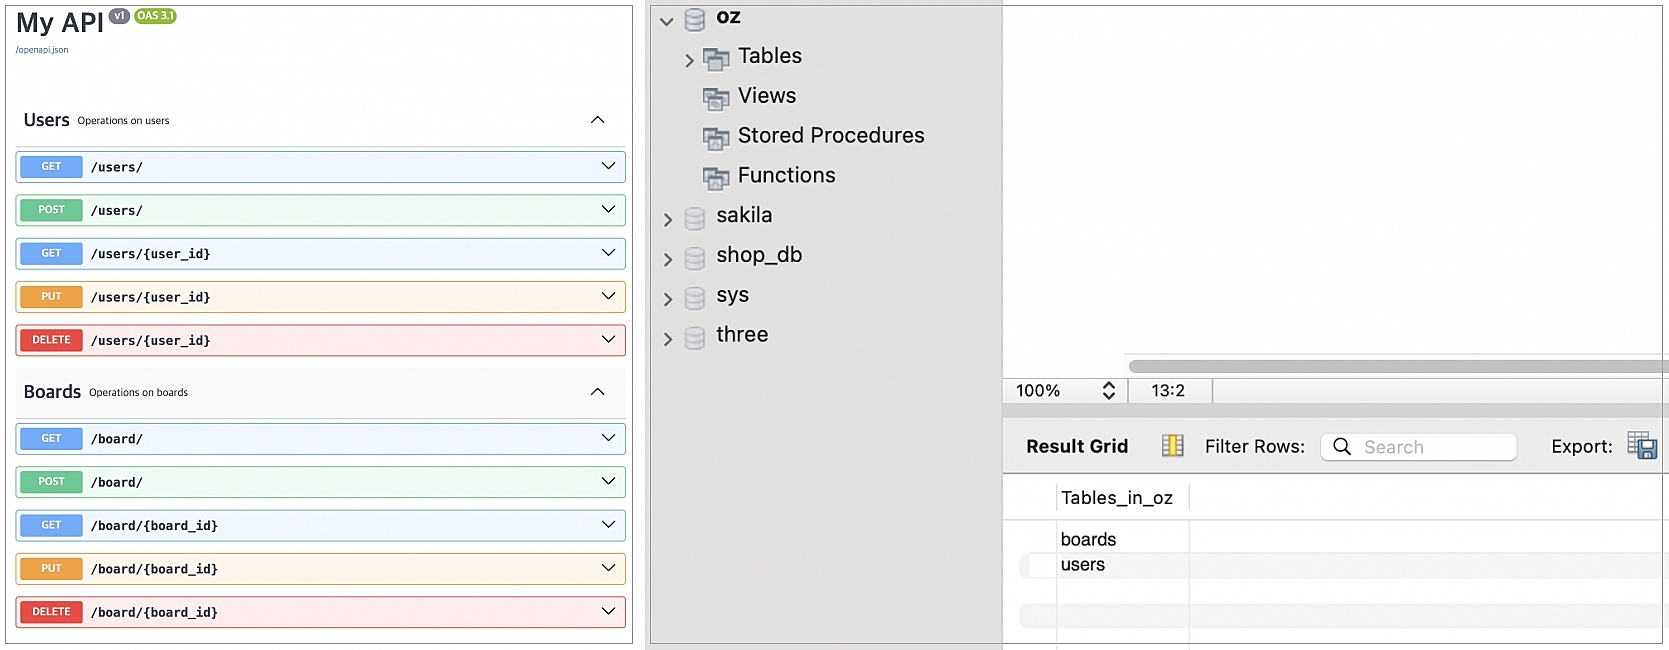 My API v1 OAS 3.1
/openapi.json
Users Operations on users
GET /users/
POST /users/
GET /users/{user_id}
PUT /users/{user_id}
DELETE /users/{user_id}
Boards Operations on boards
GET /board/
POST /board/
GET /board/{board_id}
PUT /board/{board_id}
DELETE /board/{board_id}
oz
Tables
Views
Stored Procedures
Functions
sakila
shop_db
sys
three
100% 13:2
Result Grid Filter Rows: Search Export:
Tables_in_oz
boards
users